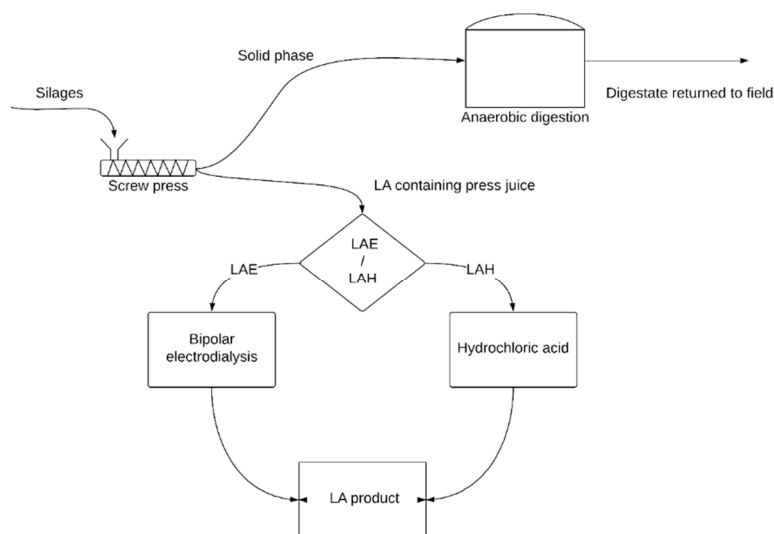 Solid phase
Silages
Digestate returned to field
Anaerobic digestion
Screw press
LA containing press juice
LAE
/
LAH
LAE
LAH
Bipolar
electrodialysis
Hydrochloric acid
LA product